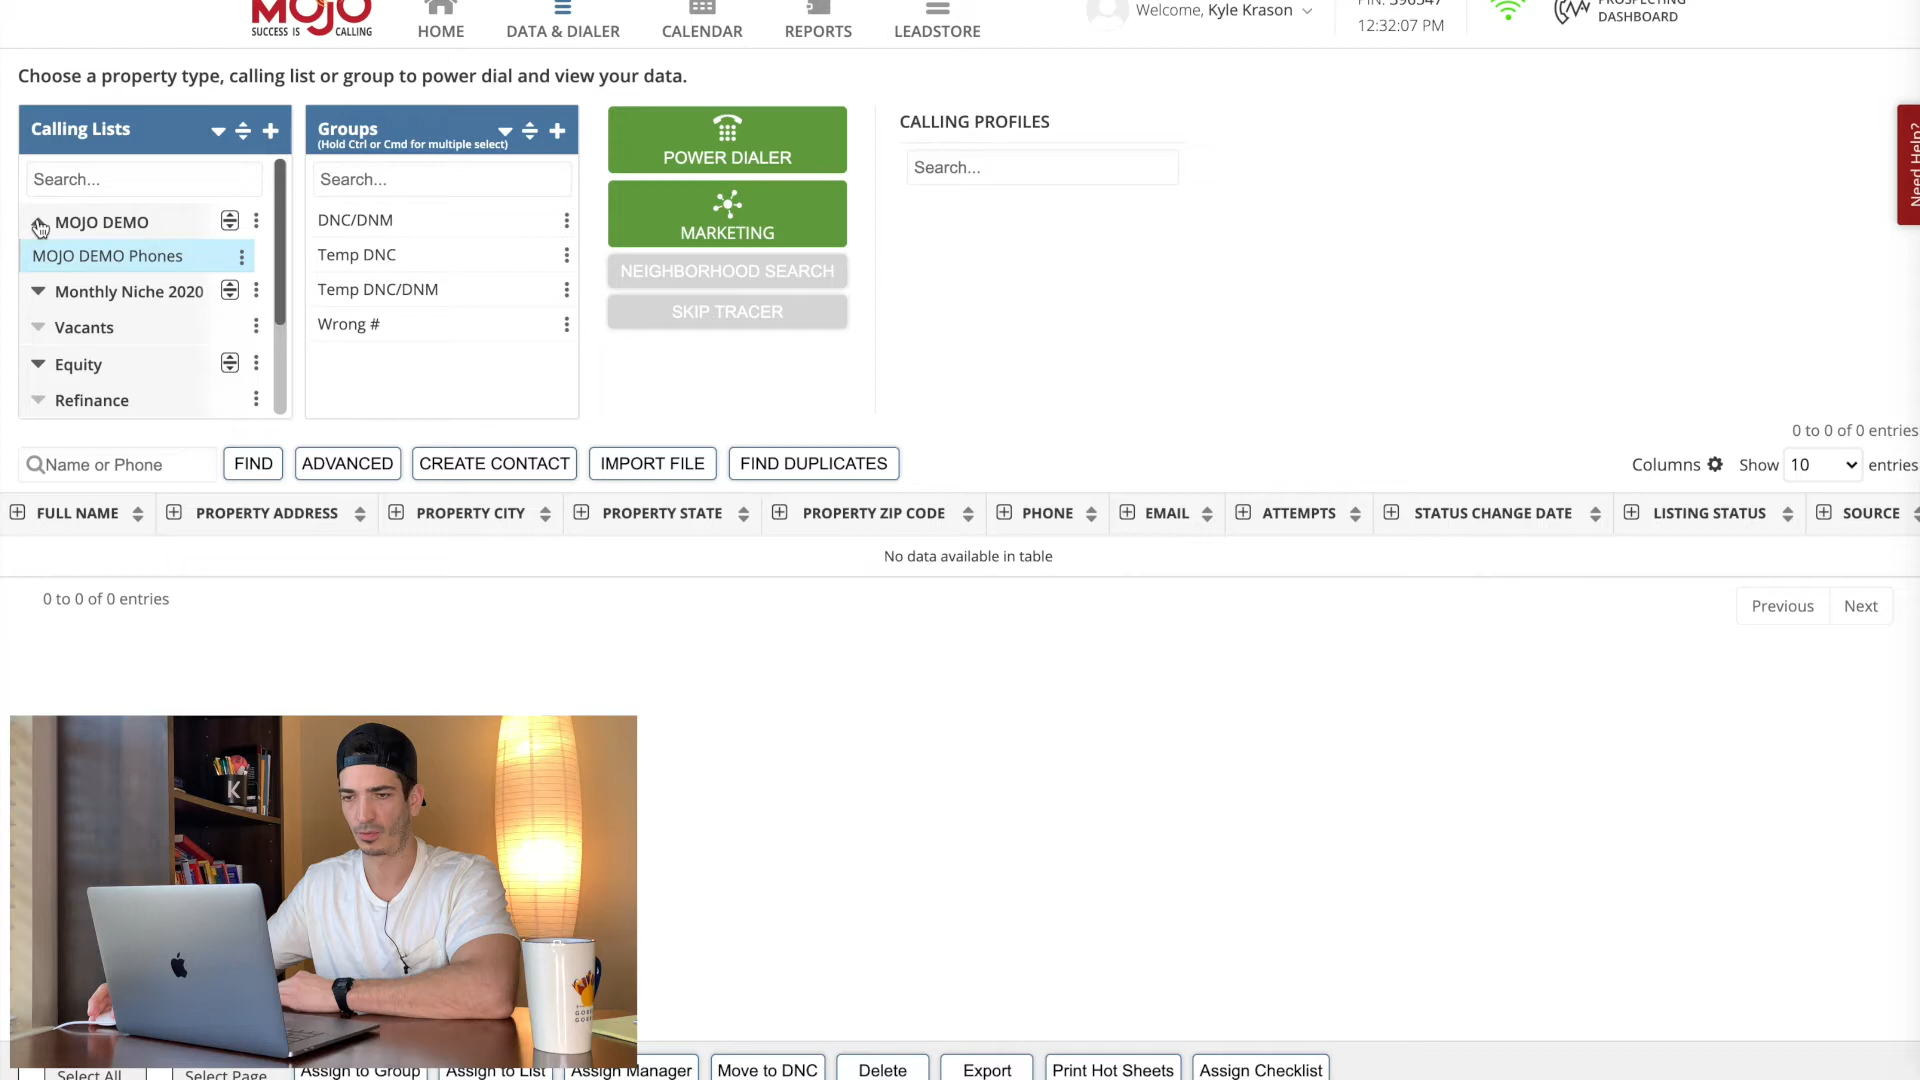 MOJO
SUCCESS IS CALLING
HOME
DATA & DIALER
CALENDAR
REPORTS
LEADSTORE
Welcome, Kyle Krason
12:32:07 PM
DASHBOARD
Choose a property type, calling list or group to power dial and view your data.
Calling Lists
Search...
MOJO DEMO
MOJO DEMO Phones
Monthly Niche 2020
Vacants
Equity
Refinance
Groups
(Hold Ctrl or Cmd for multiple select)
Search...
DNC/DNM
Temp DNC
Temp DNC/DNM
Wrong #
POWER DIALER
MARKETING
NEIGHBORHOOD SEARCH
SKIP TRACER
CALLING PROFILES
Search...
Need Help?
0 to 0 of 0 entries
Name or Phone
FIND
ADVANCED
CREATE CONTACT
IMPORT FILE
FIND DUPLICATES
Columns
Show 10 entries
FULL NAME PROPERTY ADDRESS PROPERTY CITY PROPERTY STATE PROPERTY ZIP CODE PHONE EMAIL ATTEMPTS STATUS CHANGE DATE LISTING STATUS SOURCE
No data available in table
0 to 0 of 0 entries
Previous
Next
K
Select All
Select Page
Assign to Group
Assign to List
Assign Manager
Move to DNC
Delete
Export
Print Hot Sheets
Assign Checklist